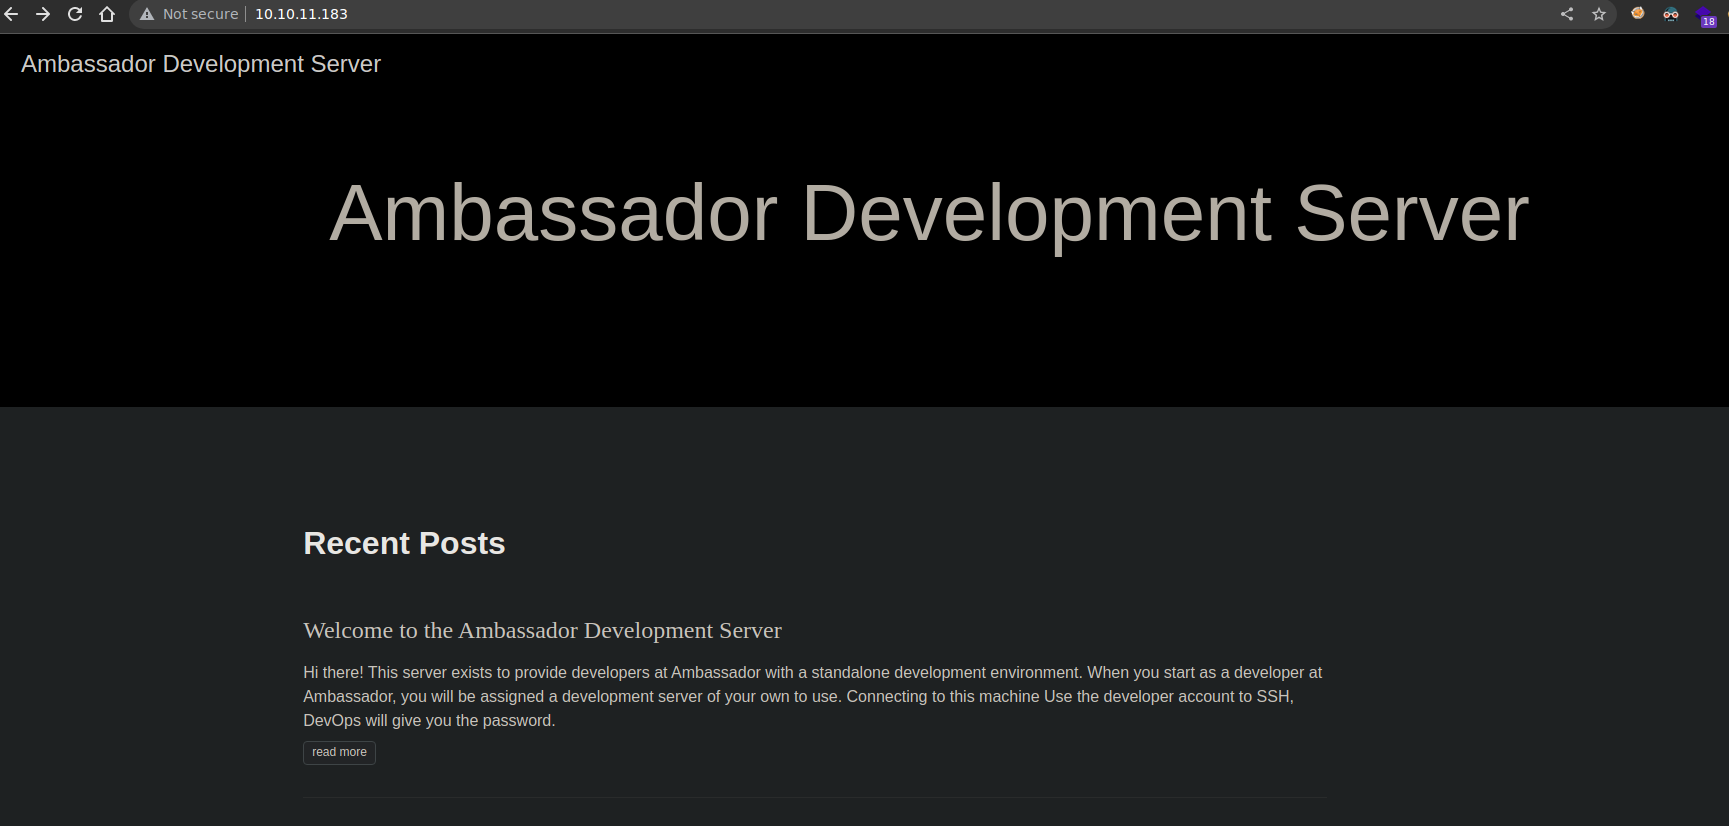 Not secure 10.10.11.183
18
Ambassador Development Server
Ambassador Development Server
Recent Posts
Welcome to the Ambassador Development Server
Hi there! This server exists to provide developers at Ambassador with a standalone development environment. When you start as a developer at
Ambassador, you will be assigned a development server of your own to use. Connecting to this machine Use the developer account to SSH,
DevOps will give you the password.
read more